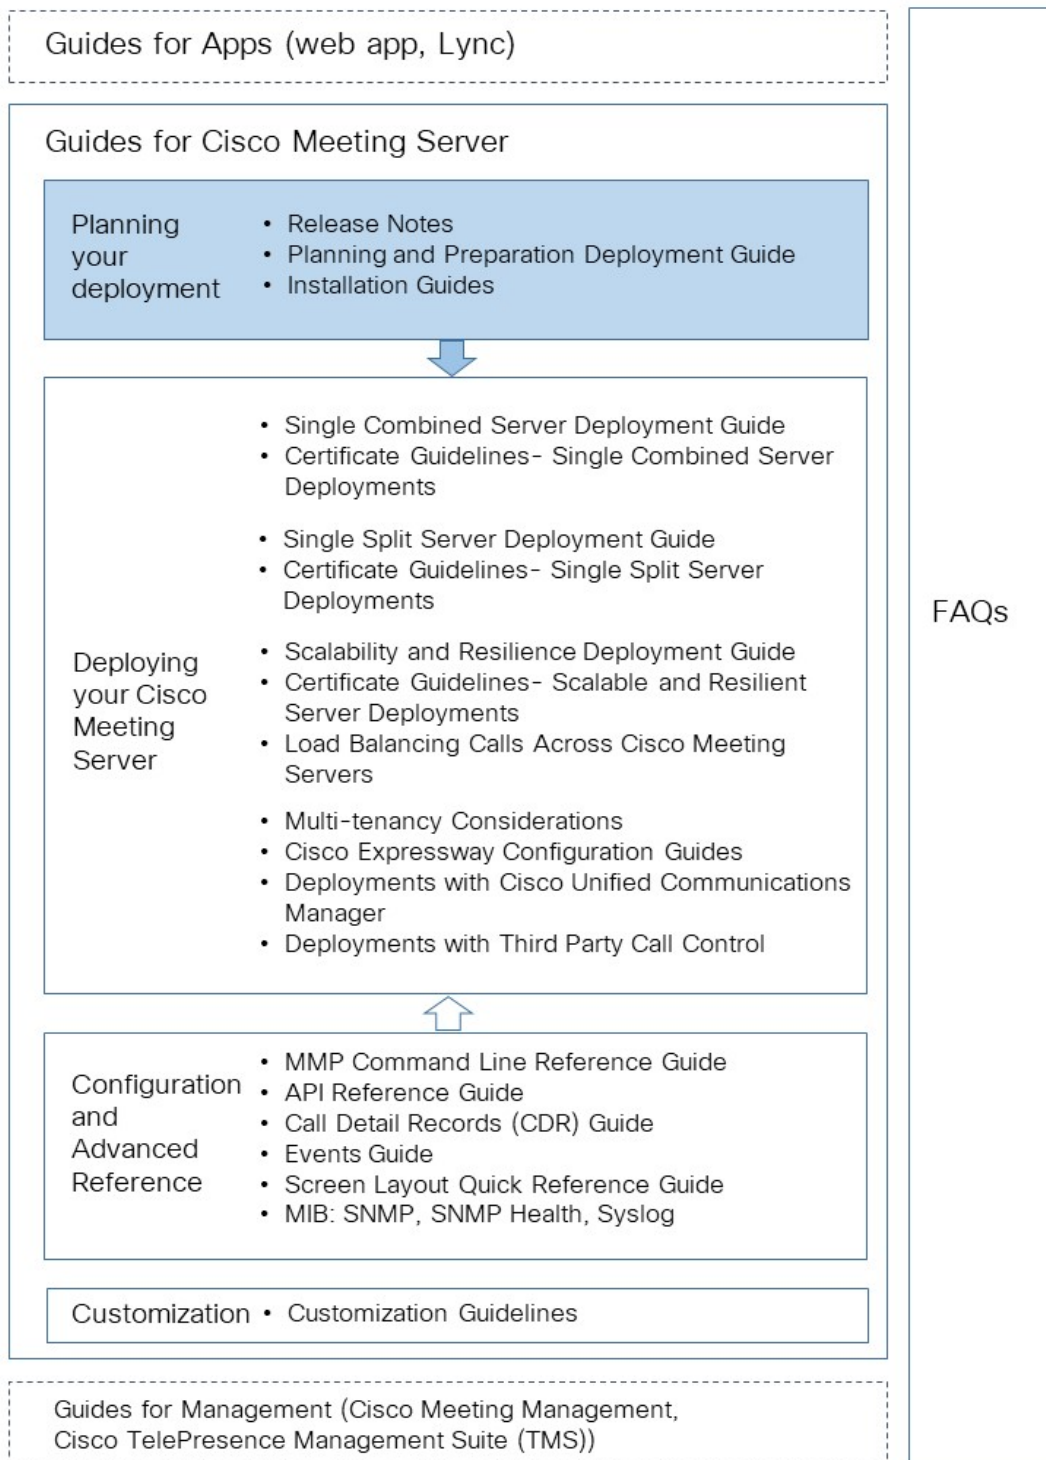 Guides for Apps (web app, Lync)
Guides for Cisco Meeting Server
Planning
your
deployment
• Release Notes
• Planning and Preparation Deployment Guide
• Installation Guides
Deploying
your Cisco
Meeting
Server
• Single Combined Server Deployment Guide
• Certificate Guidelines- Single Combined Server
Deployments
• Single Split Server Deployment Guide
• Certificate Guidelines- Single Split Server
Deployments
• Scalability and Resilience Deployment Guide
• Certificate Guidelines- Scalable and Resilient
Server Deployments
• Load Balancing Calls Across Cisco Meeting
Servers
• Multi-tenancy Considerations
• Cisco Expressway Configuration Guides
• Deployments with Cisco Unified Communications
Manager
• Deployments with Third Party Call Control
Configuration
and
Advanced
Reference
• MMP Command Line Reference Guide
• API Reference Guide
• Call Detail Records (CDR) Guide
• Events Guide
• Screen Layout Quick Reference Guide
• MIB: SNMP, SNMP Health, Syslog
Customization • Customization Guidelines
Guides for Management (Cisco Meeting Management,
Cisco TelePresence Management Suite (TMS))
FAQs